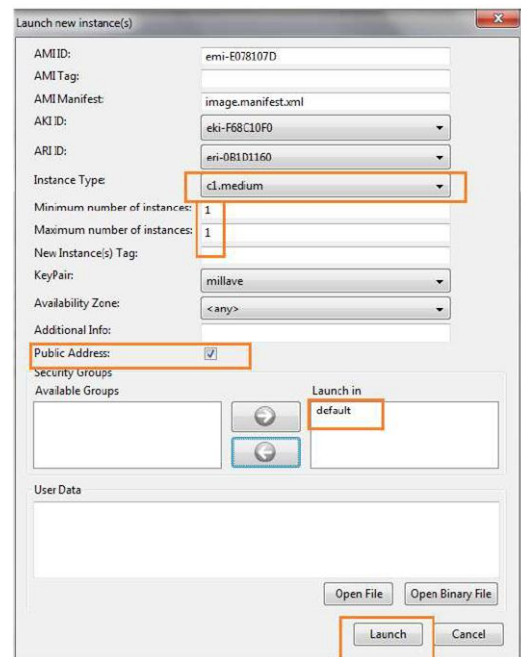 Launch new instance(s)
AMI ID: emi-E078107D
AMI Tag:
AMI Manifest: image.manifest.xml
AKI ID: eki-F68C10F0
ARI ID: eri-0B1D1160
Instance Type: c1.medium
Minimum number of instances: 1
Maximum number of instances: 1
New Instance(s) Tag:
KeyPair: millave
Availability Zone: <any>
Additional Info:
Public Address:
Security Groups
Available Groups Launch in
default
User Data
Open File Open Binary File
Launch Cancel